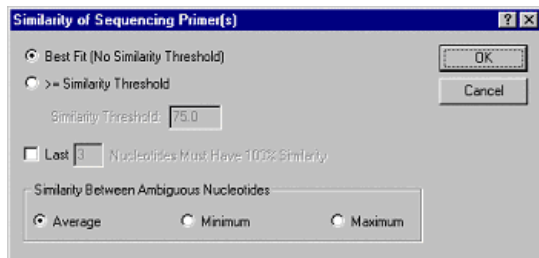 Similarity of Sequencing Primer(s)
? ×
Best Fit (No Similarity Threshold)
OK
>= Similarity Threshold
Cancel
Similarity Threshold: 75.0
Last 3 Nucleotides Must Have 100% Similarity
Similarity Between Ambiguous Nucleotides
Average Minimum Maximum